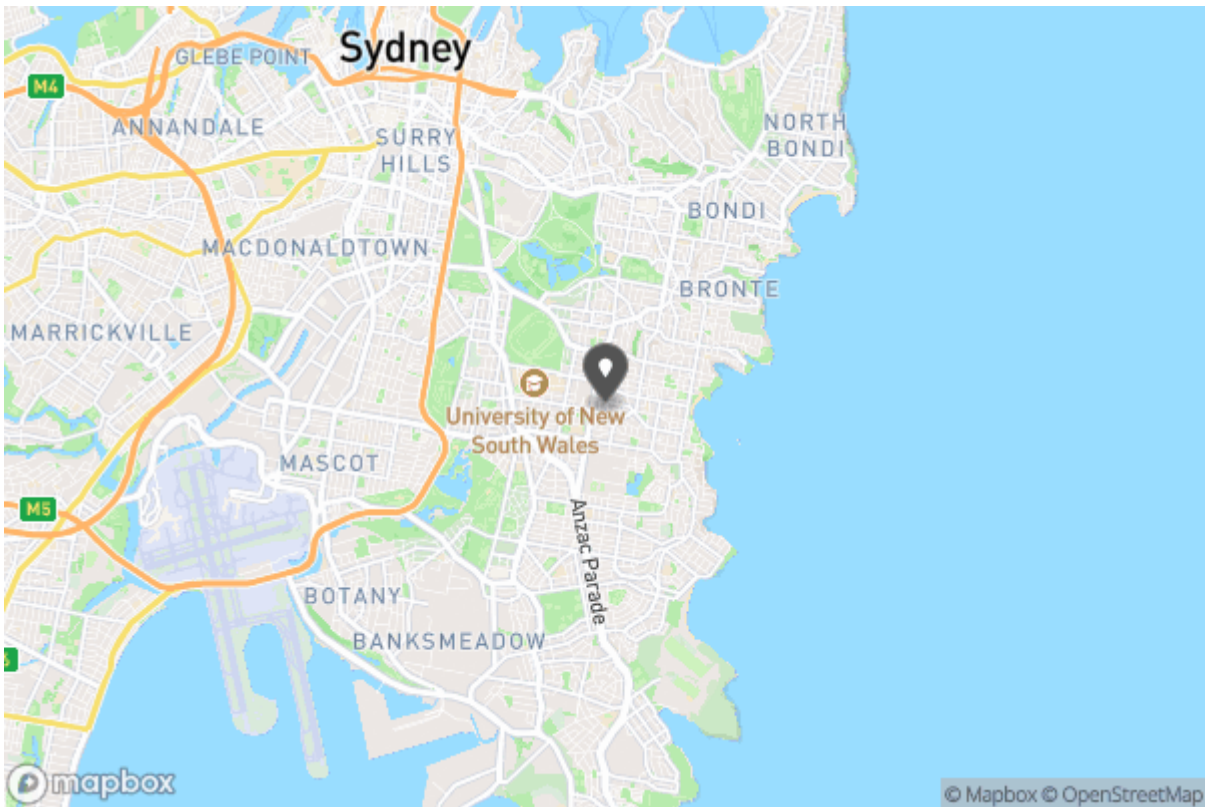 Sydney
GLEBE POINT
M4
ANNANDALE
SURRY
HILLS
NORTH
BONDI
BONDI
MACDONALDTOWN
BRONTE
MARRICKVILLE
University of New
South Wales
MASCOT
M5
Anzac Parade
BOTANY
BANKSMEADOW
mapbox
© Mapbox © OpenStreetMap